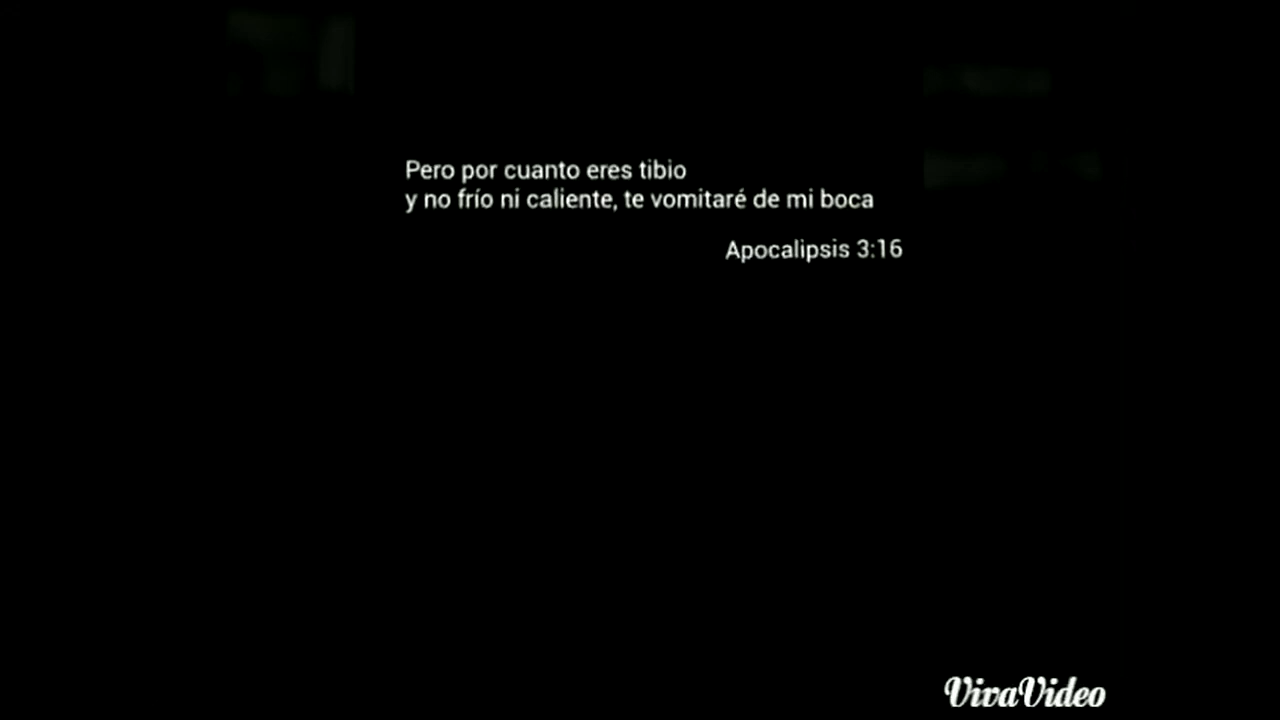 Pero por cuanto eres tibio
y no frío ni caliente, te vomitaré de mi boca
Apocalipsis 3:16
VivaVideo